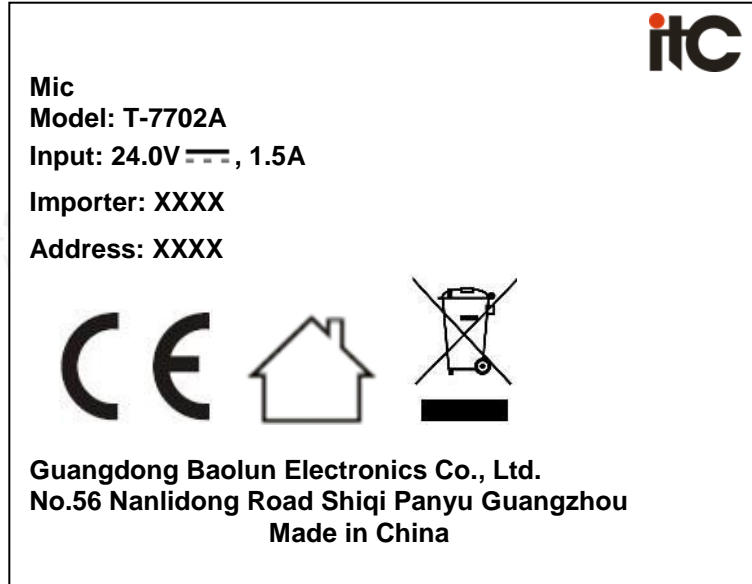 itc
Mic
Model: T-7702A
Input: 24.0V⎓, 1.5A
Importer: XXXX
Address: XXXX
CE
Guangdong Baolun Electronics Co., Ltd.
No.56 Nanlidong Road Shiqi Panyu Guangzhou
Made in China